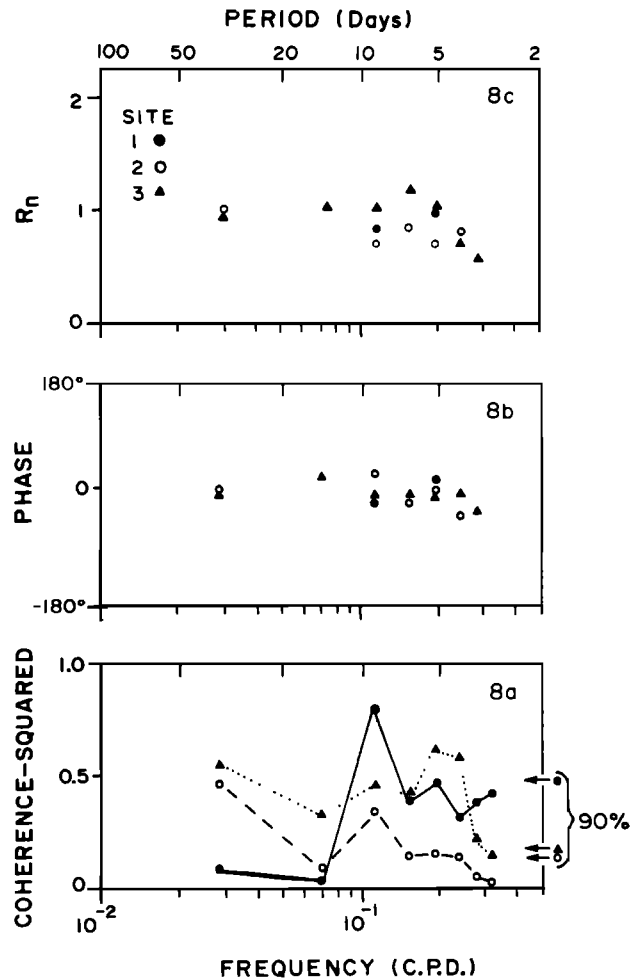 PERIOD (Days)
100 50 20 10 5 2
8c
2
SITE
1
2
3
Rn
1
0
180°
8b
PHASE
0
-180°
1.0
8a
COHERENCE-SQUARED
0.5
90%
0
10-2 10-1
FREQUENCY (C.P.D.)